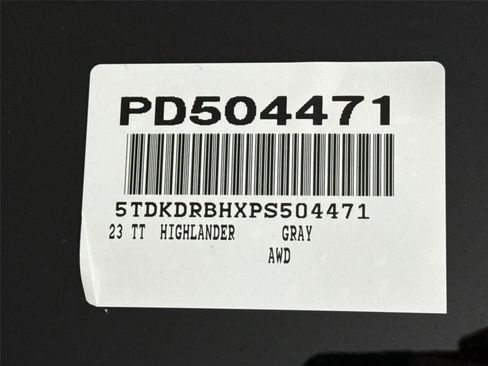 PD504471
5TDKDRBHXPS504471
23 TT HIGHLANDER GRAY
AWD